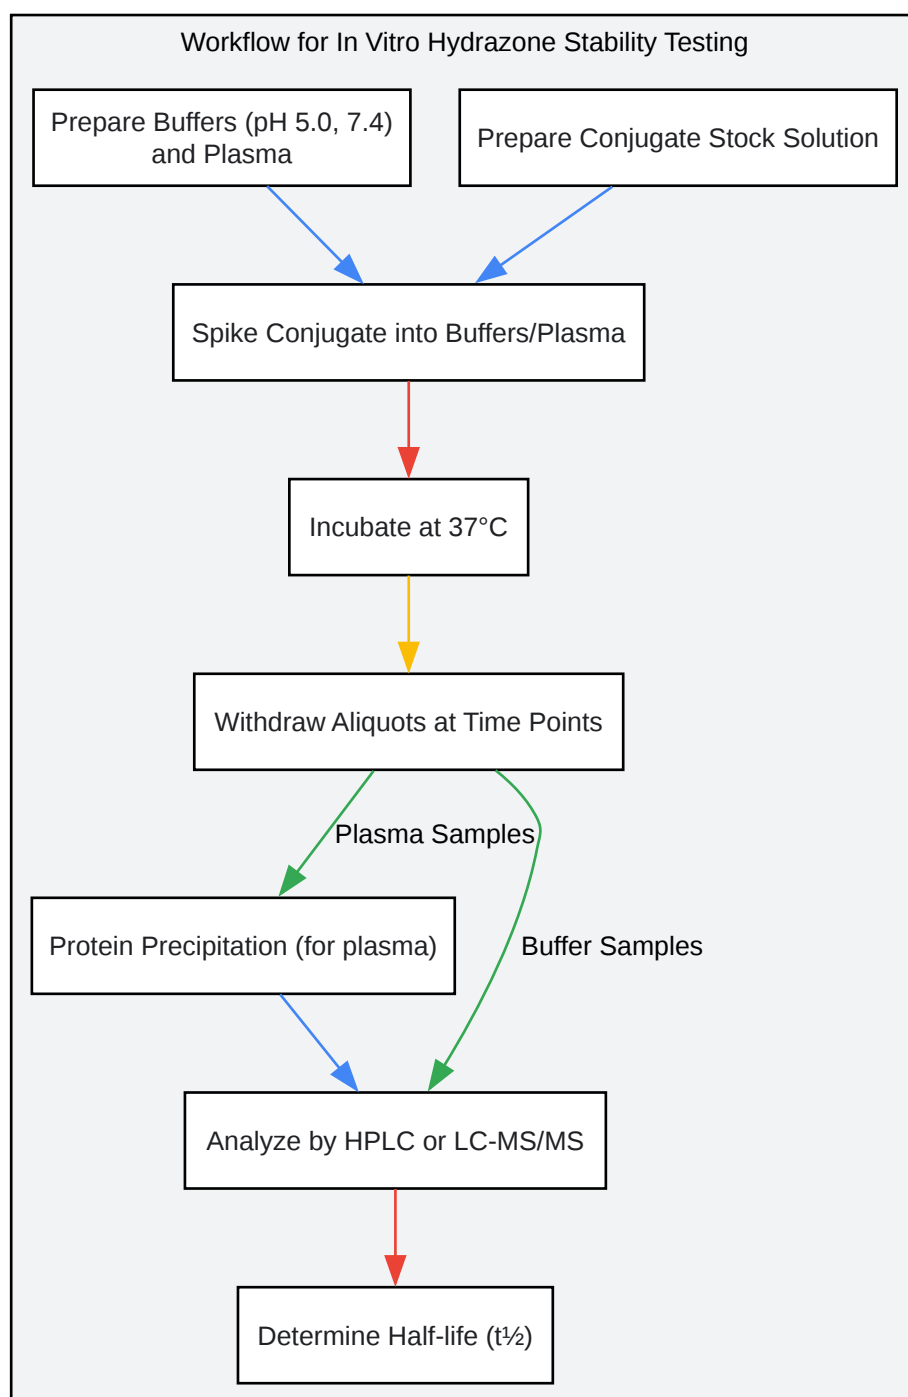 Workflow for In Vitro Hydrazone Stability Testing
Prepare Buffers (pH 5.0, 7.4)
and Plasma
Prepare Conjugate Stock Solution
Spike Conjugate into Buffers/Plasma
Incubate at 37°C
Withdraw Aliquots at Time Points
Plasma Samples
Protein Precipitation (for plasma)
Buffer Samples
Analyze by HPLC or LC-MS/MS
Determine Half-life (t½)